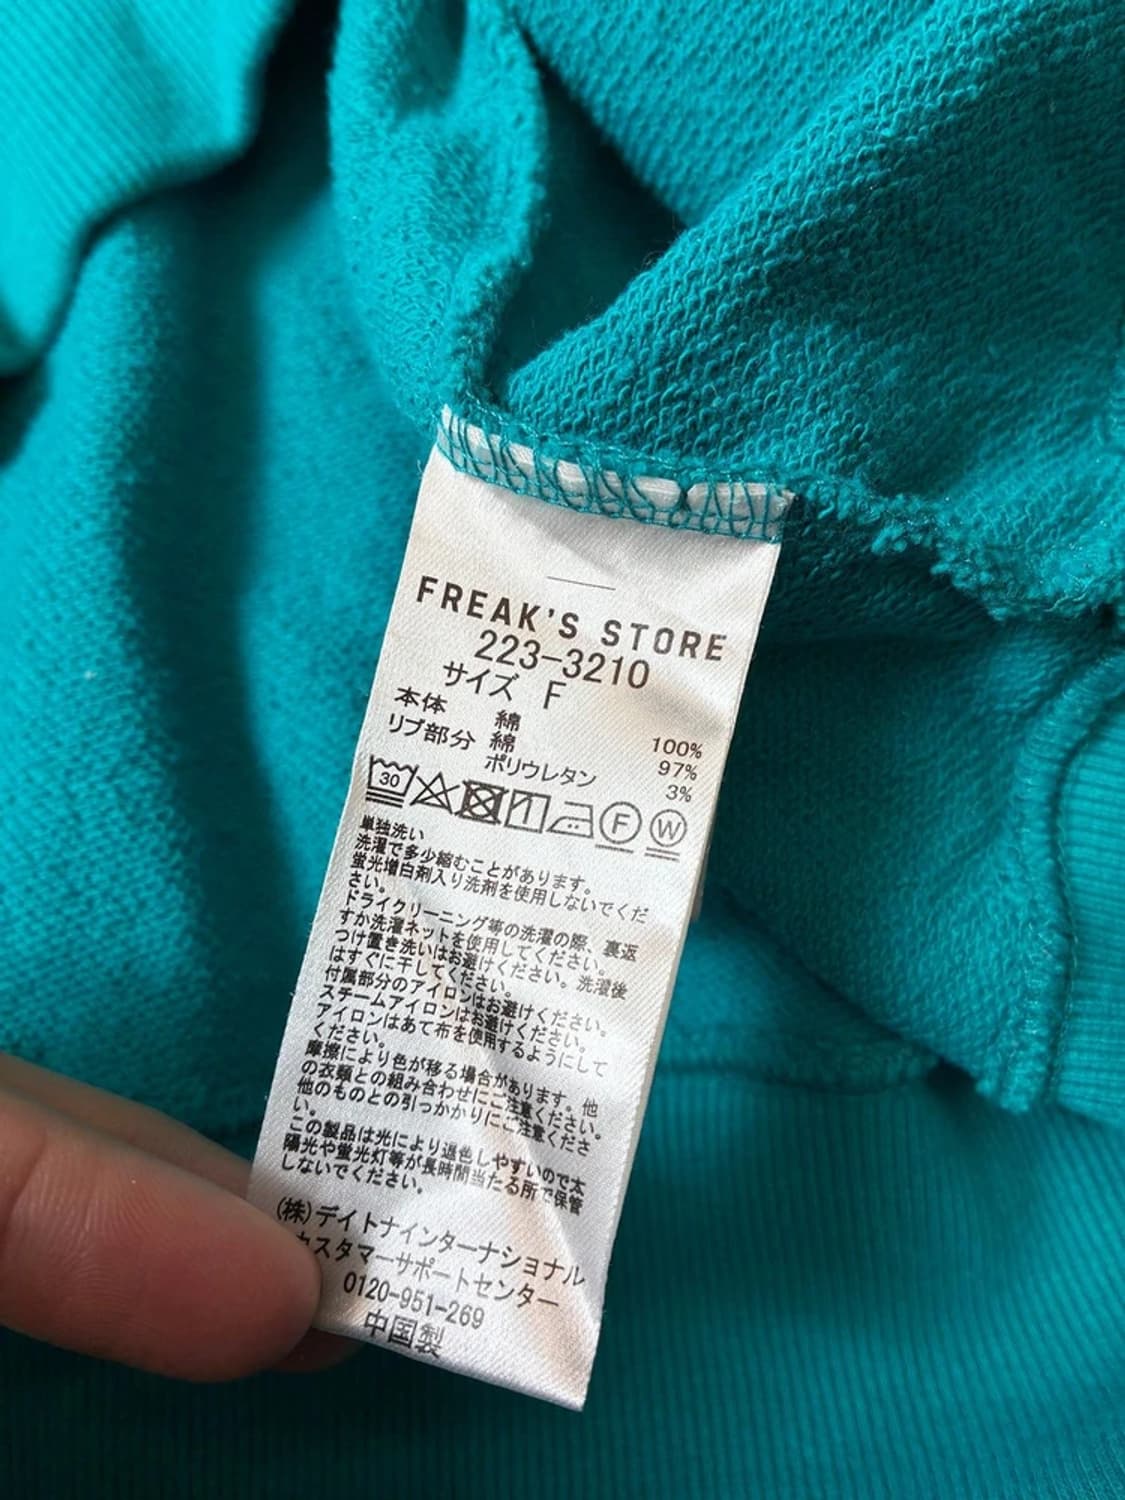 FREAK'S STORE
223-3210
サイズ F
本体 綿 100%
リブ部分 綿 97%
ポリウレタン 3%
30 F W
単独洗い
洗濯で多少縮むことがあります。
蛍光増白剤入り洗剤を使用しないでくだ
さい。
ドライクリーニング等の洗濯の際、裏返
すか洗濯ネットを使用してください。
つけ置き洗いはお避けください。洗濯後
はすぐに干してください。
付属部分のアイロンはお避けください。
スチームアイロンはお避けください。
アイロンはあて布を使用するようにして
ください。
摩擦により色が移る場合があります。他
の衣類との組み合わせにご注意ください。
他のものとの引っかかりにご注意くださ
い。
この製品は光により退色しやすいので太
陽光や蛍光灯等が長時間当たる所で保管
しないでください。
(株)デイトナインターナショナル
カスタマーサポートセンター
0120-951-269
中国製